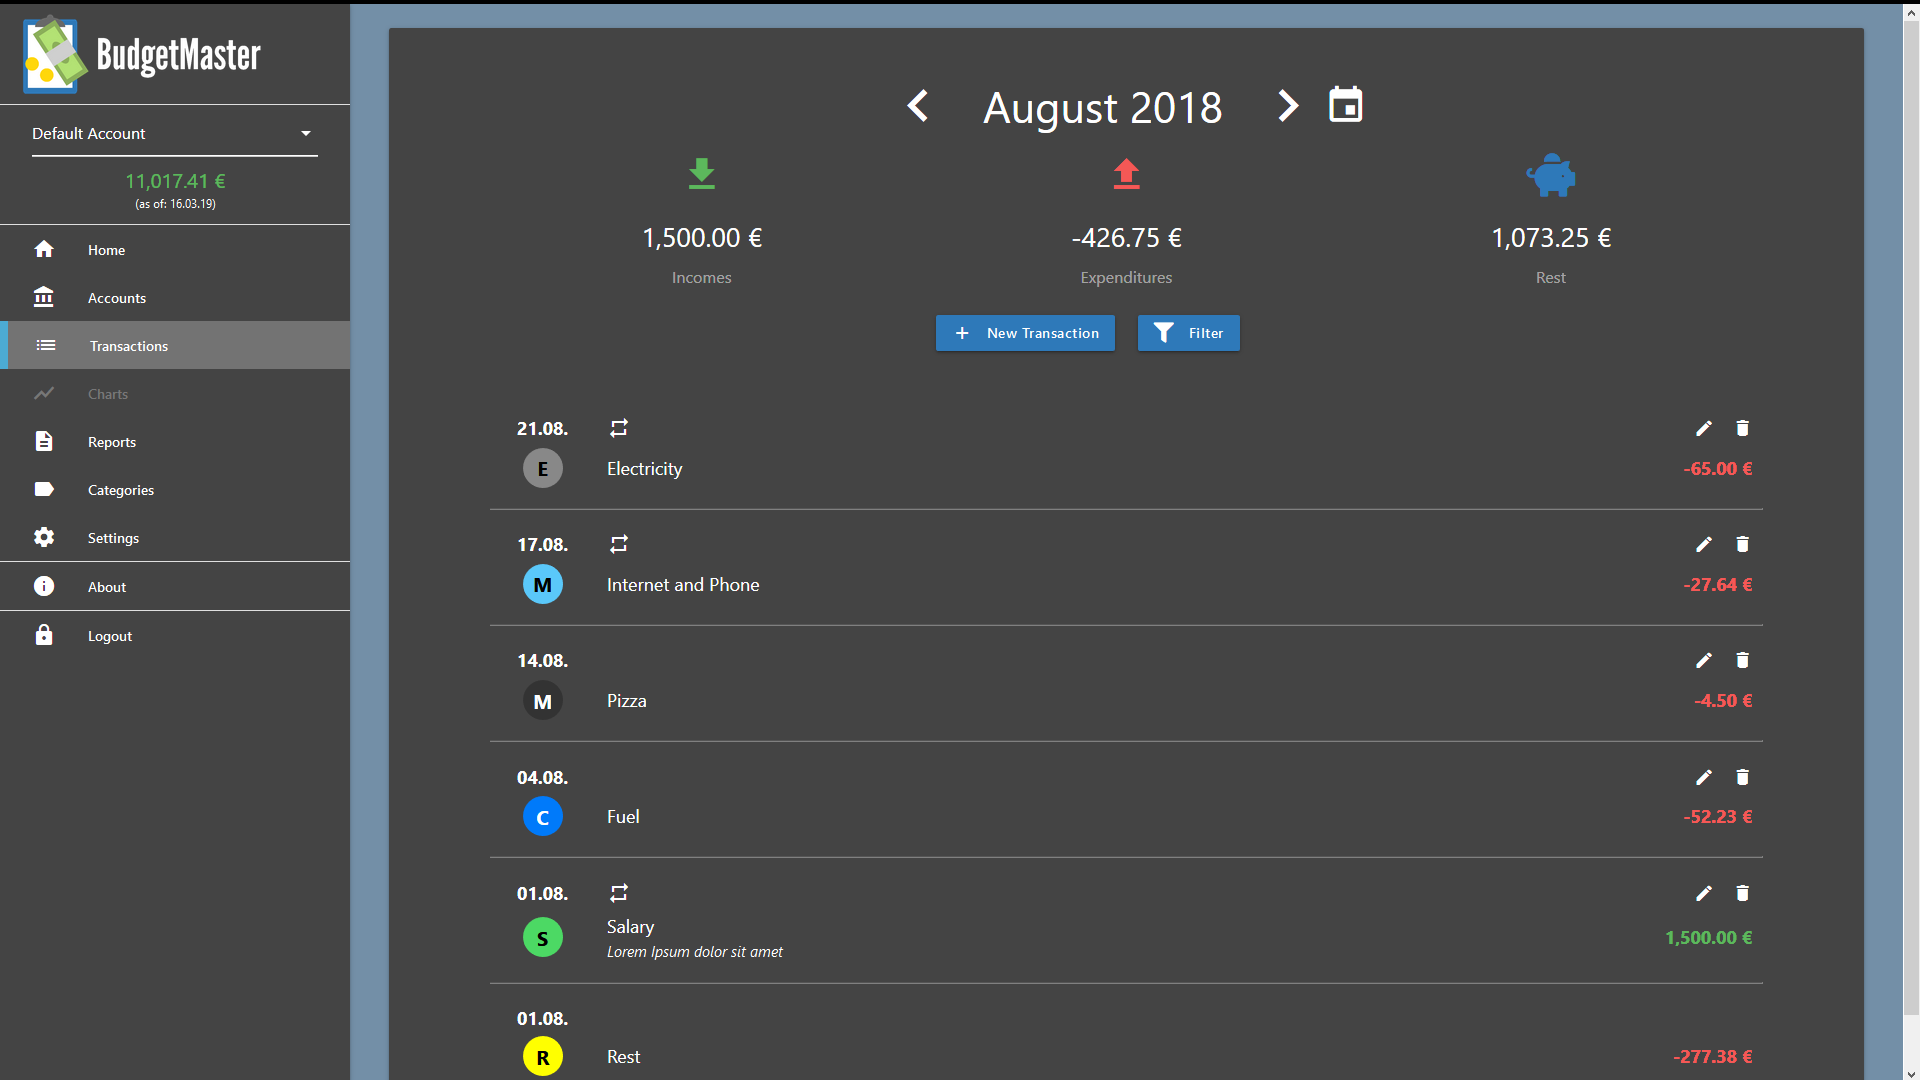 BudgetMaster
Default Account
11,017.41 €
(as of: 16.03.19)
Home
Accounts
Transactions
Charts
Reports
Categories
Settings
About
Logout
August 2018
1,500.00 € -426.75 € 1,073.25 €
Incomes Expenditures Rest
New Transaction Filter
21.08.
E Electricity -65.00 €
17.08.
M Internet and Phone -27.64 €
14.08.
M Pizza -4.50 €
04.08.
C Fuel -52.23 €
01.08.
Salary
S 1,500.00 €
Lorem Ipsum dolor sit amet
01.08.
R Rest -277.38 €